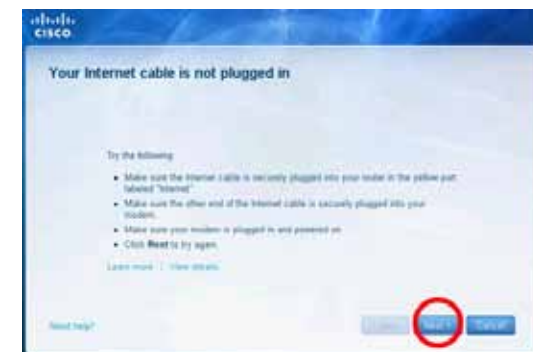 CISCO
Your Internet cable is not plugged in
Try the following:
• Make sure the Internet cable is securely plugged into your router in the yellow port
labeled "Internet"
• Make sure the other end of the Internet cable is securely plugged into your
modem.
• Make sure your modem is plugged in and powered on
• Click Next to try again.
Learn more | View details
Need help?
Next
Cancel